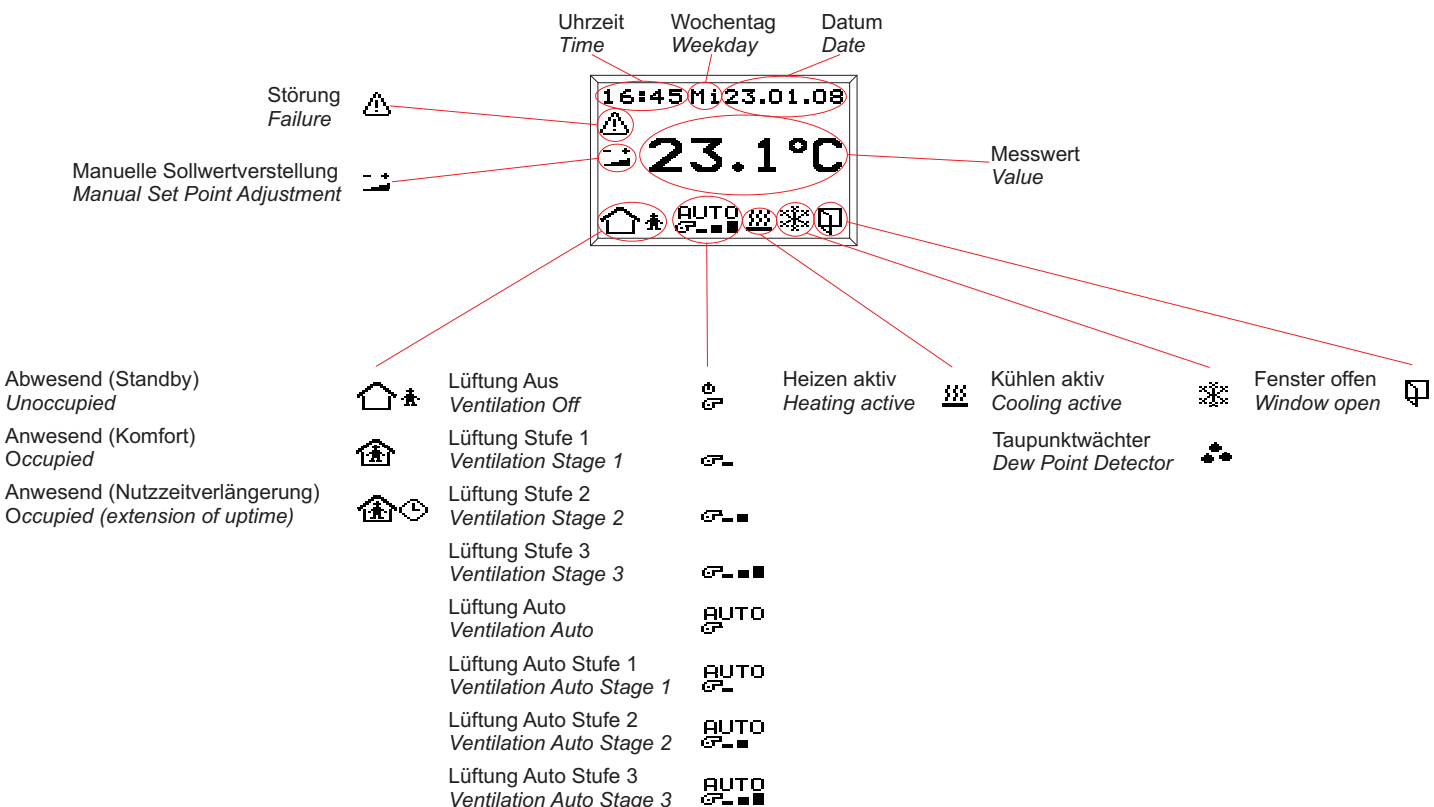 Uhrzeit
Time
Wochentag
Weekday
Datum
Date
16:45 Mi 23.01.08
23.1°C
AUTO
Störung
Failure
Manuelle Sollwertverstellung
Manual Set Point Adjustment
Messwert
Value
Abwesend (Standby)
Unoccupied
Anwesend (Komfort)
Occupied
Anwesend (Nutzzeitverlängerung)
Occupied (extension of uptime)
Lüftung Aus
Ventilation Off
Lüftung Stufe 1
Ventilation Stage 1
Lüftung Stufe 2
Ventilation Stage 2
Lüftung Stufe 3
Ventilation Stage 3
Lüftung Auto
Ventilation Auto
AUTO
Lüftung Auto Stufe 1
Ventilation Auto Stage 1
AUTO
Lüftung Auto Stufe 2
Ventilation Auto Stage 2
AUTO
Lüftung Auto Stufe 3
Ventilation Auto Stage 3
AUTO
Heizen aktiv
Heating active
Kühlen aktiv
Cooling active
Taupunktwächter
Dew Point Detector
Fenster offen
Window open